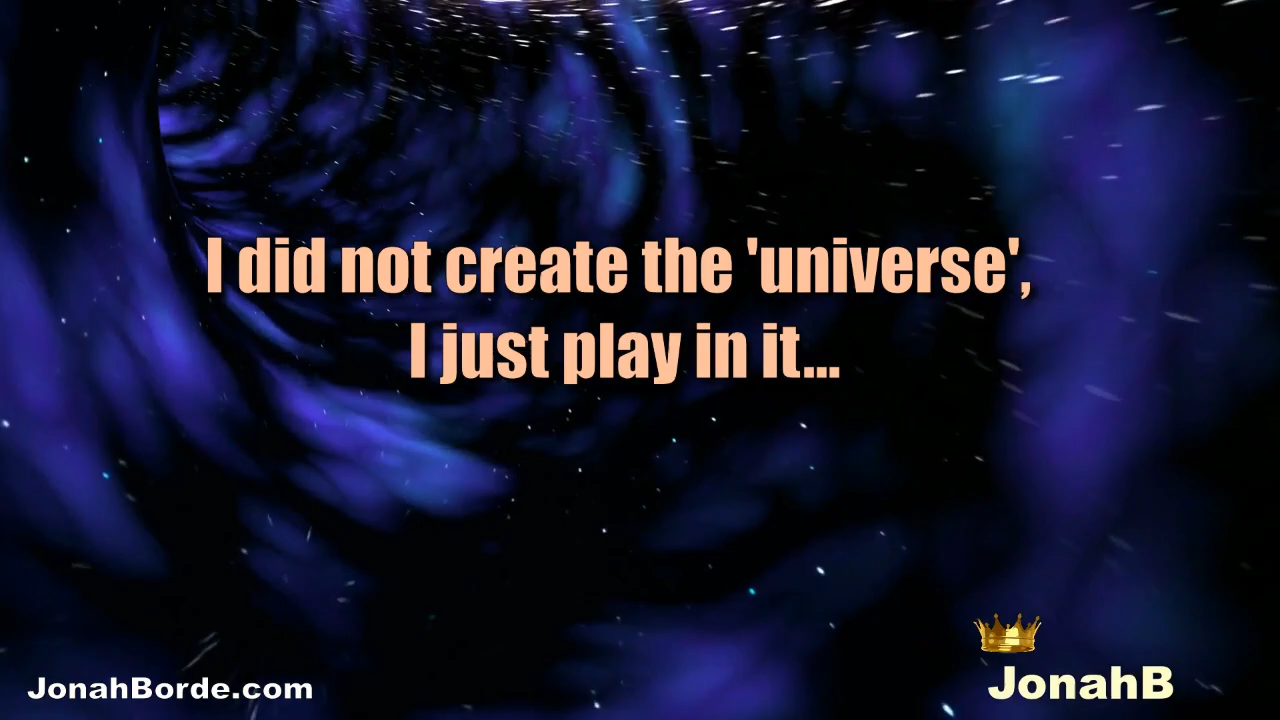 I did not create the 'universe',
I just play in it...
JonahBorde.com
JonahB